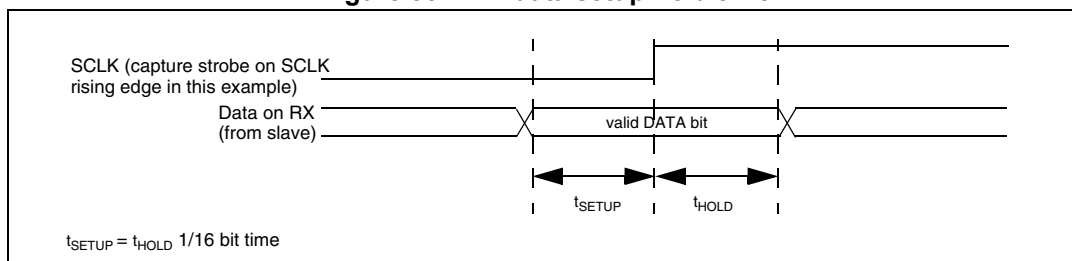 SCLK (capture strobe on SCLK
rising edge in this example)
Data on RX
(from slave)
valid DATA bit
tSETUP
tHOLD
tSETUP = tHOLD 1/16 bit time